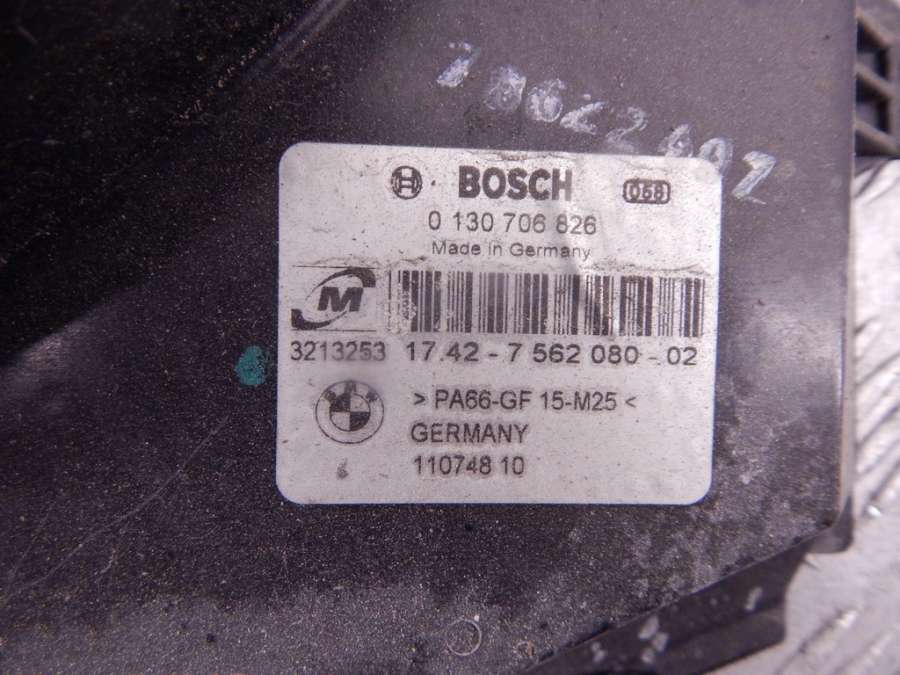 BOSCH 068
0 130 706 826
Made in Germany
M
3213253 17.42 - 7 562 080 - 02
BMW
> PA66-GF 15-M25 <
GERMANY
110748 10